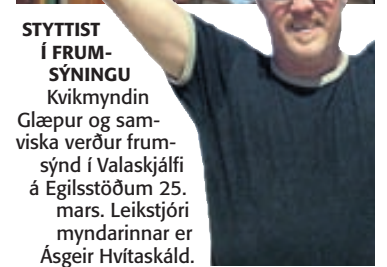 STYTTIST
Í FRUM-
SÝNINGU
Kvikmyndin
Glæpur og sam-
viska verður frum-
sýnd í Valaskjálfi
á Egilsstöðum 25.
mars. Leikstjóri
myndarinnar er
Ásgeir Hvítaskáld.